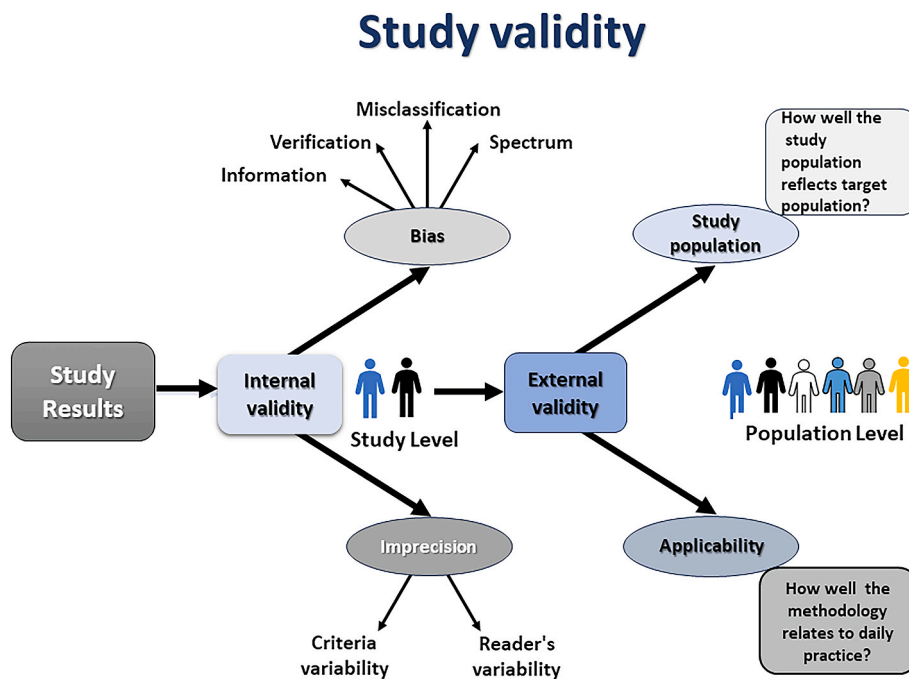 Study validity
Misclassification
Verification
Spectrum
Information
Bias
How well the
study
population
reflects target
population?
Study
population
Study
Results
Internal
validity
Study Level
External
validity
Population Level
Imprecision
Criteria
variability
Reader's
variability
Applicability
How well the
methodology
relates to daily
practice?